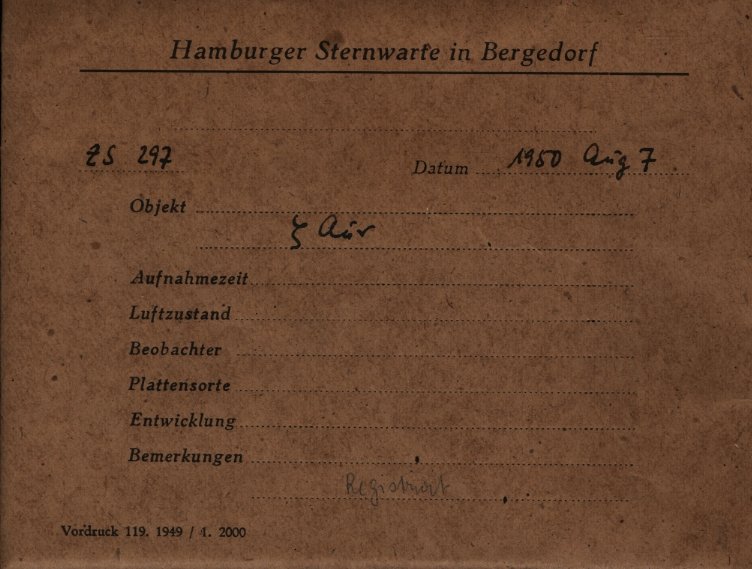 Hamburger Sternwarte in Bergedorf
ZS 297 Datum 1950 Aug 7
Objekt
ζ Aur
Aufnahmezeit
Luftzustand
Beobachter
Plattensorte
Entwicklung
Bemerkungen
Registriert
Vordruck 119. 1949 / 1. 2000